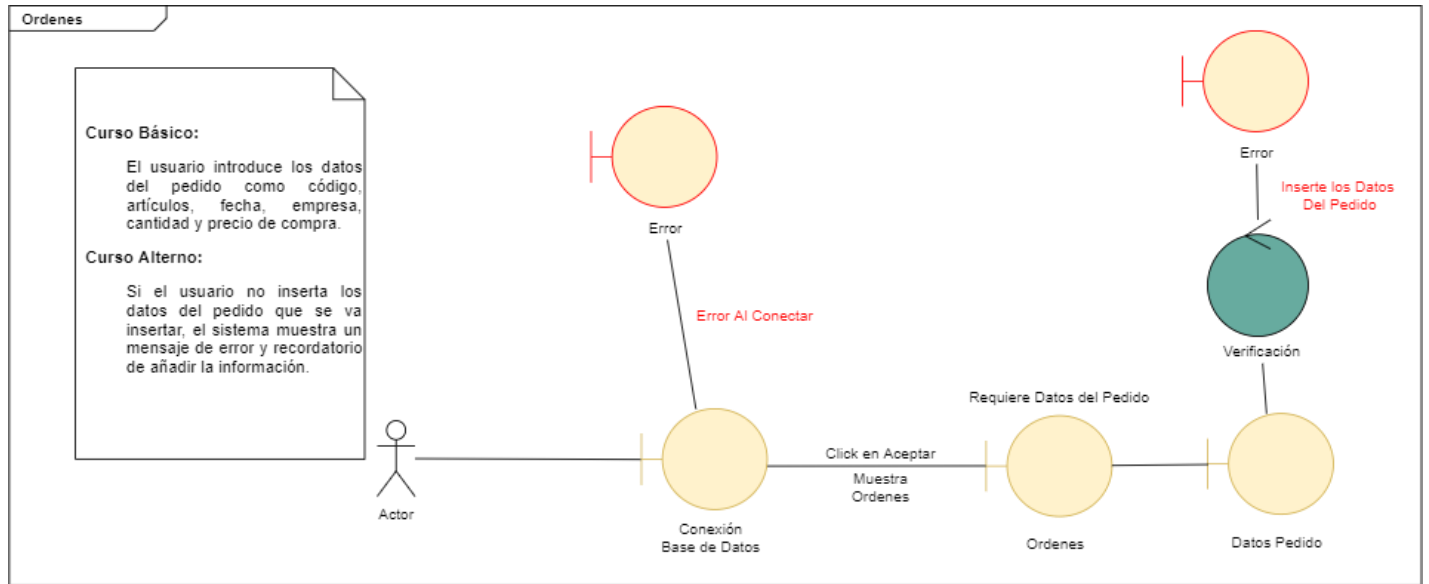 Ordenes
Curso Básico:
El usuario introduce los datos
del pedido como código,
artículos, fecha, empresa,
cantidad y precio de compra.
Curso Alterno:
Si el usuario no inserta los
datos del pedido que se va
insertar, el sistema muestra un
mensaje de error y recordatorio
de añadir la información.
Actor
Error
Error Al Conectar
Conexión
Base de Datos
Click en Aceptar
Muestra
Ordenes
Requiere Datos del Pedido
Ordenes
Error
Inserte los Datos
Del Pedido
Verificación
Datos Pedido